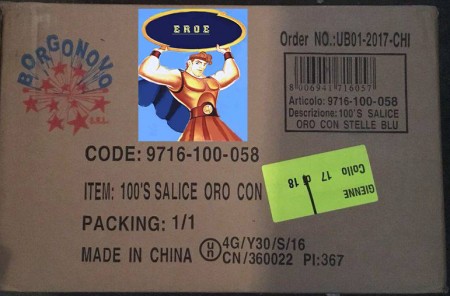 BORGONOVO
S.R.L.
EROE
Order NO.:UB01-2017-CHI
8006941716057
Articolo: 9716-100-058
Descrizione: 100'S SALICE
ORO CON STELLE BLU
CODE: 9716-100-058
ITEM: 100'S SALICE ORO CON
PACKING: 1/1
MADE IN CHINA
un
4G/Y30/S/16
CN/360022 PI:367
GIENNE
Collo 17 di 18